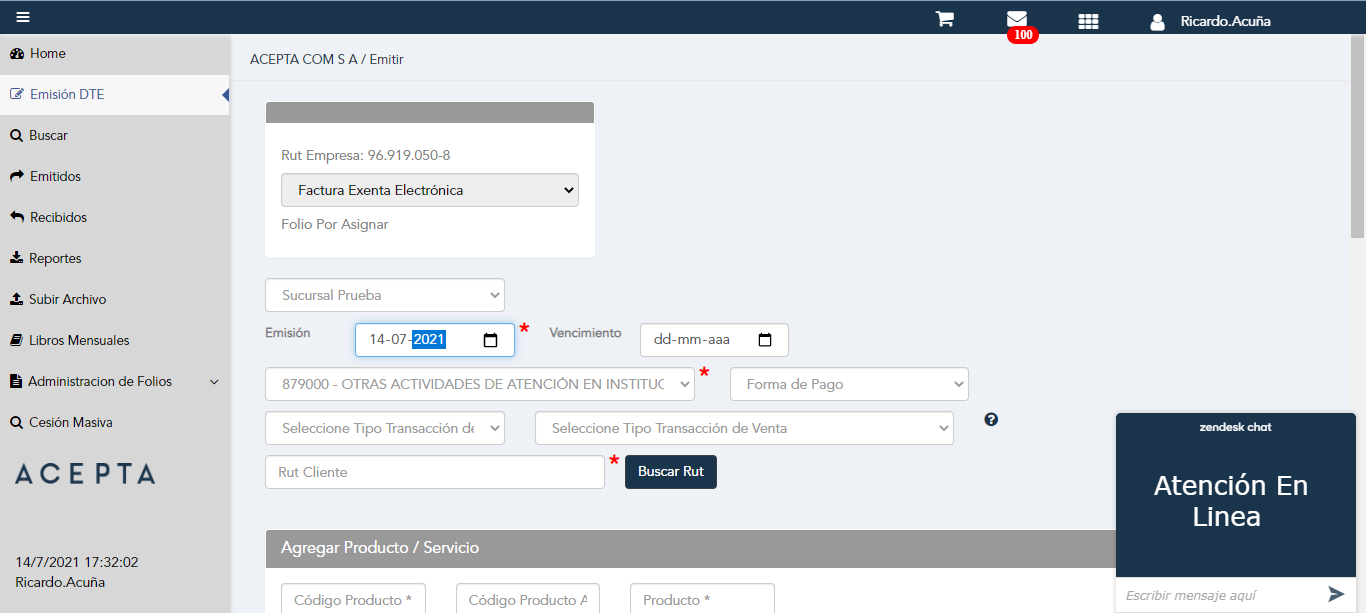 100
Ricardo.Acuña
Home
Emisión DTE
Buscar
Emitidos
Recibidos
Reportes
Subir Archivo
Libros Mensuales
Administracion de Folios
Cesión Masiva
ACEPTA
14/7/2021 17:32:02
Ricardo.Acuña
ACEPTA COM S A / Emitir
Rut Empresa: 96.919.050-8
Factura Exenta Electrónica
Folio Por Asignar
Sucursal Prueba
Emisión 14-07-2021 * Vencimiento dd-mm-aaa
879000 - OTRAS ACTIVIDADES DE ATENCIÓN EN INSTITUC * Forma de Pago
Seleccione Tipo Transacción de Seleccione Tipo Transacción de Venta ?
Rut Cliente * Buscar Rut
Agregar Producto / Servicio
Código Producto * Código Producto A Producto *
zendesk chat
Atención En
Linea
Escribir mensaje aquí